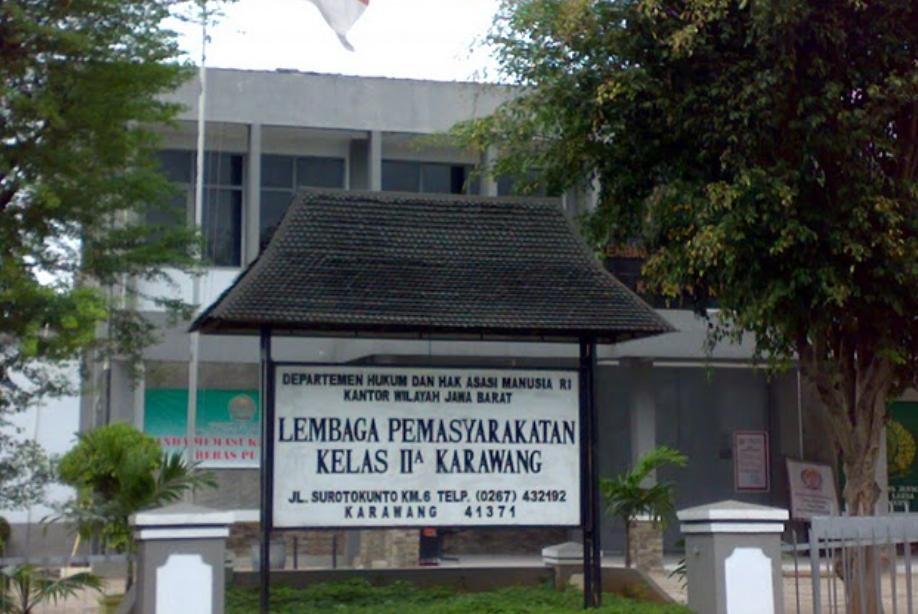 DEPARTEMEN HUKUM DAN HAK ASASI MANUSIA RI
KANTOR WILAYAH JAWA BARAT
LEMBAGA PEMASYARAKATAN
KELAS IIA KARAWANG
JL. SUROTOKUNTO KM.6 TELP. (0267) 432192
KARAWANG 41371